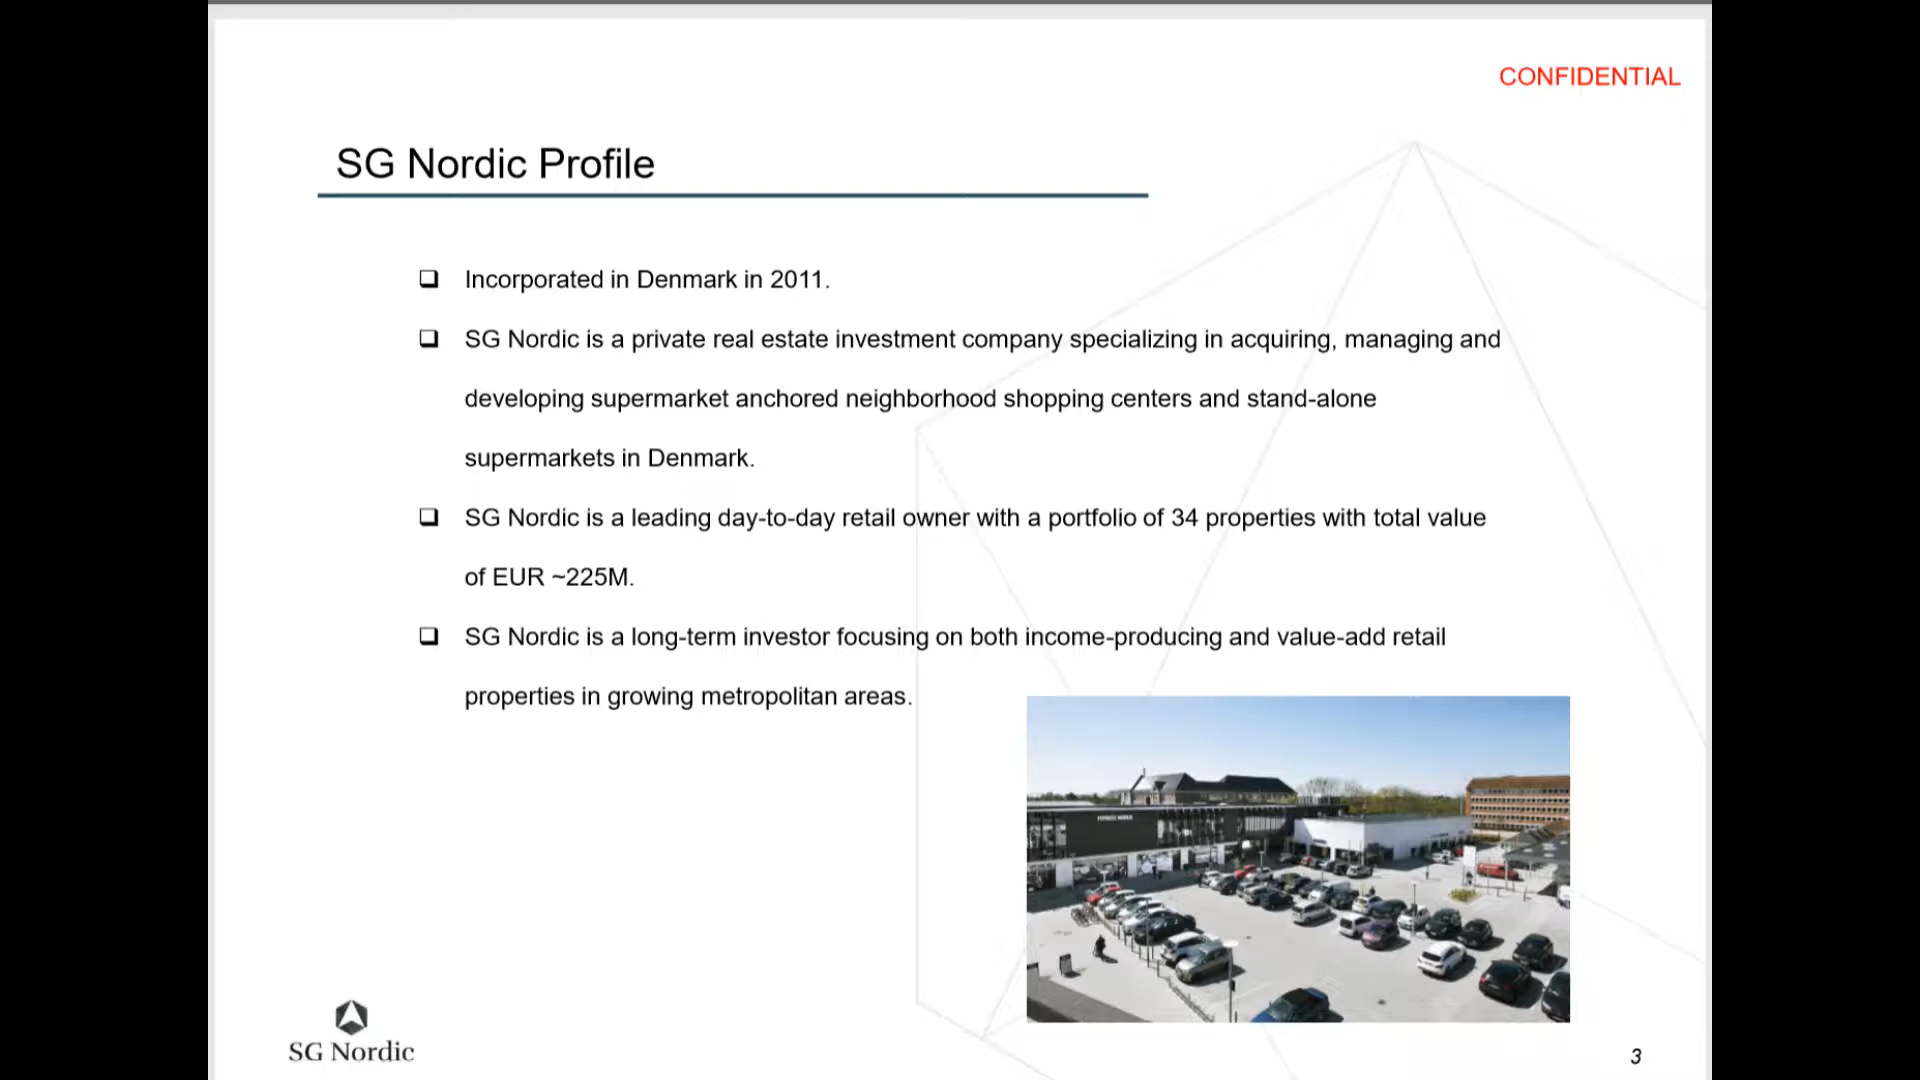 CONFIDENTIAL
SG Nordic Profile
❑ Incorporated in Denmark in 2011.
❑ SG Nordic is a private real estate investment company specializing in acquiring, managing and
developing supermarket anchored neighborhood shopping centers and stand-alone
supermarkets in Denmark.
❑ SG Nordic is a leading day-to-day retail owner with a portfolio of 34 properties with total value
of EUR ~225M.
❑ SG Nordic is a long-term investor focusing on both income-producing and value-add retail
properties in growing metropolitan areas.
SG Nordic
3